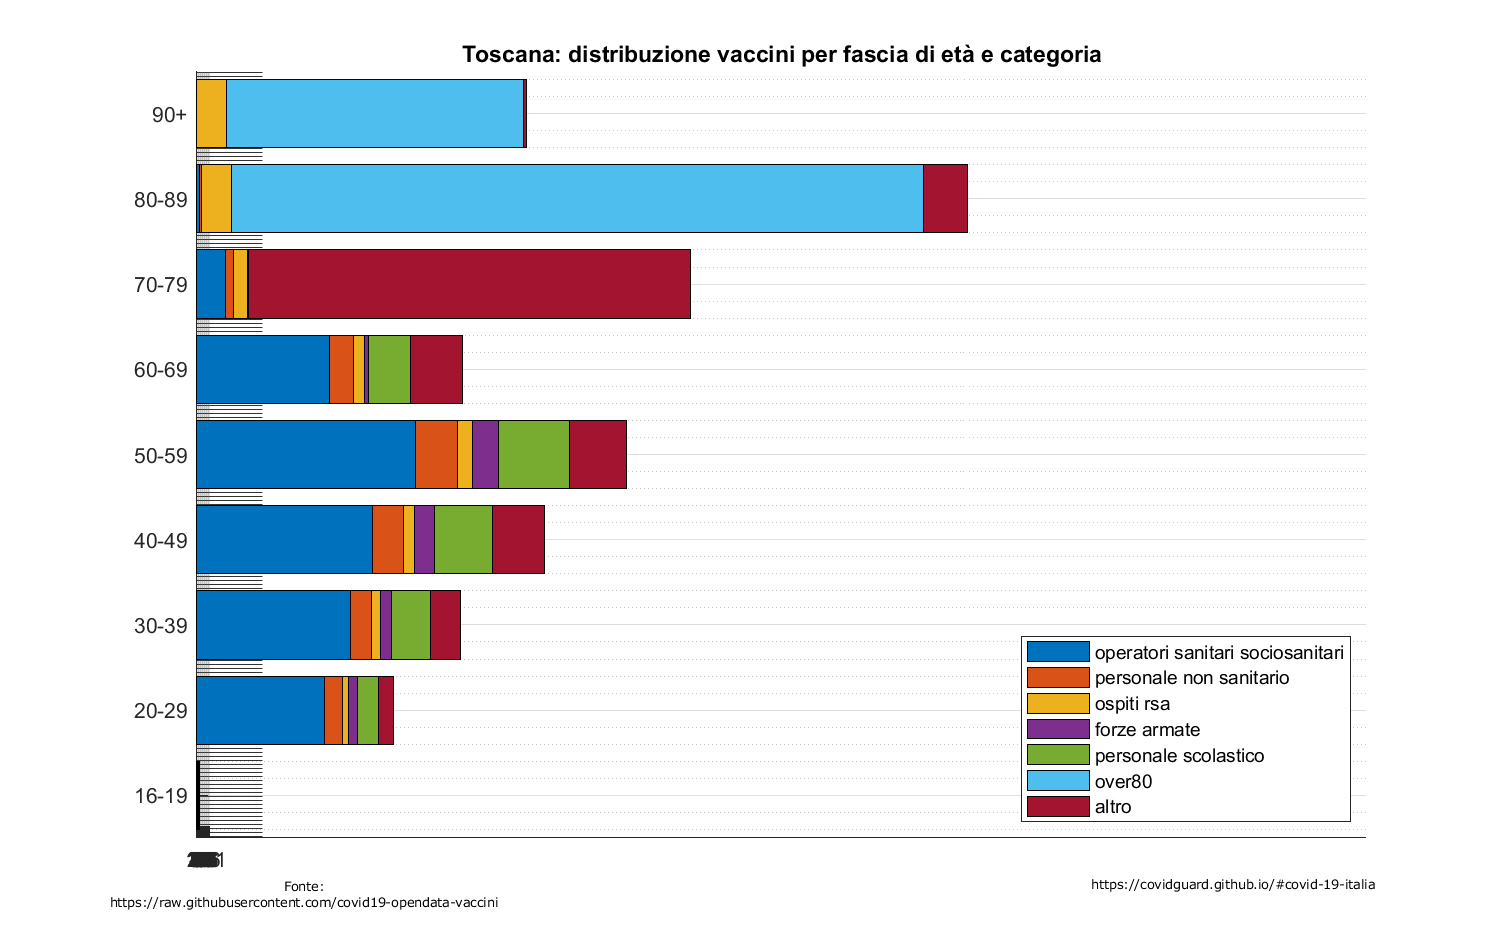 Toscana: distribuzione vaccini per fascia di età e categoria
90+
80-89
70-79
60-69
50-59
40-49
30-39
20-29
16-19
operatori sanitari sociosanitari
personale non sanitario
ospiti rsa
forze armate
personale scolastico
over80
altro
Fonte:
https://raw.githubusercontent.com/covid19-opendata-vaccini
https://covidguard.github.io/#covid-19-italia